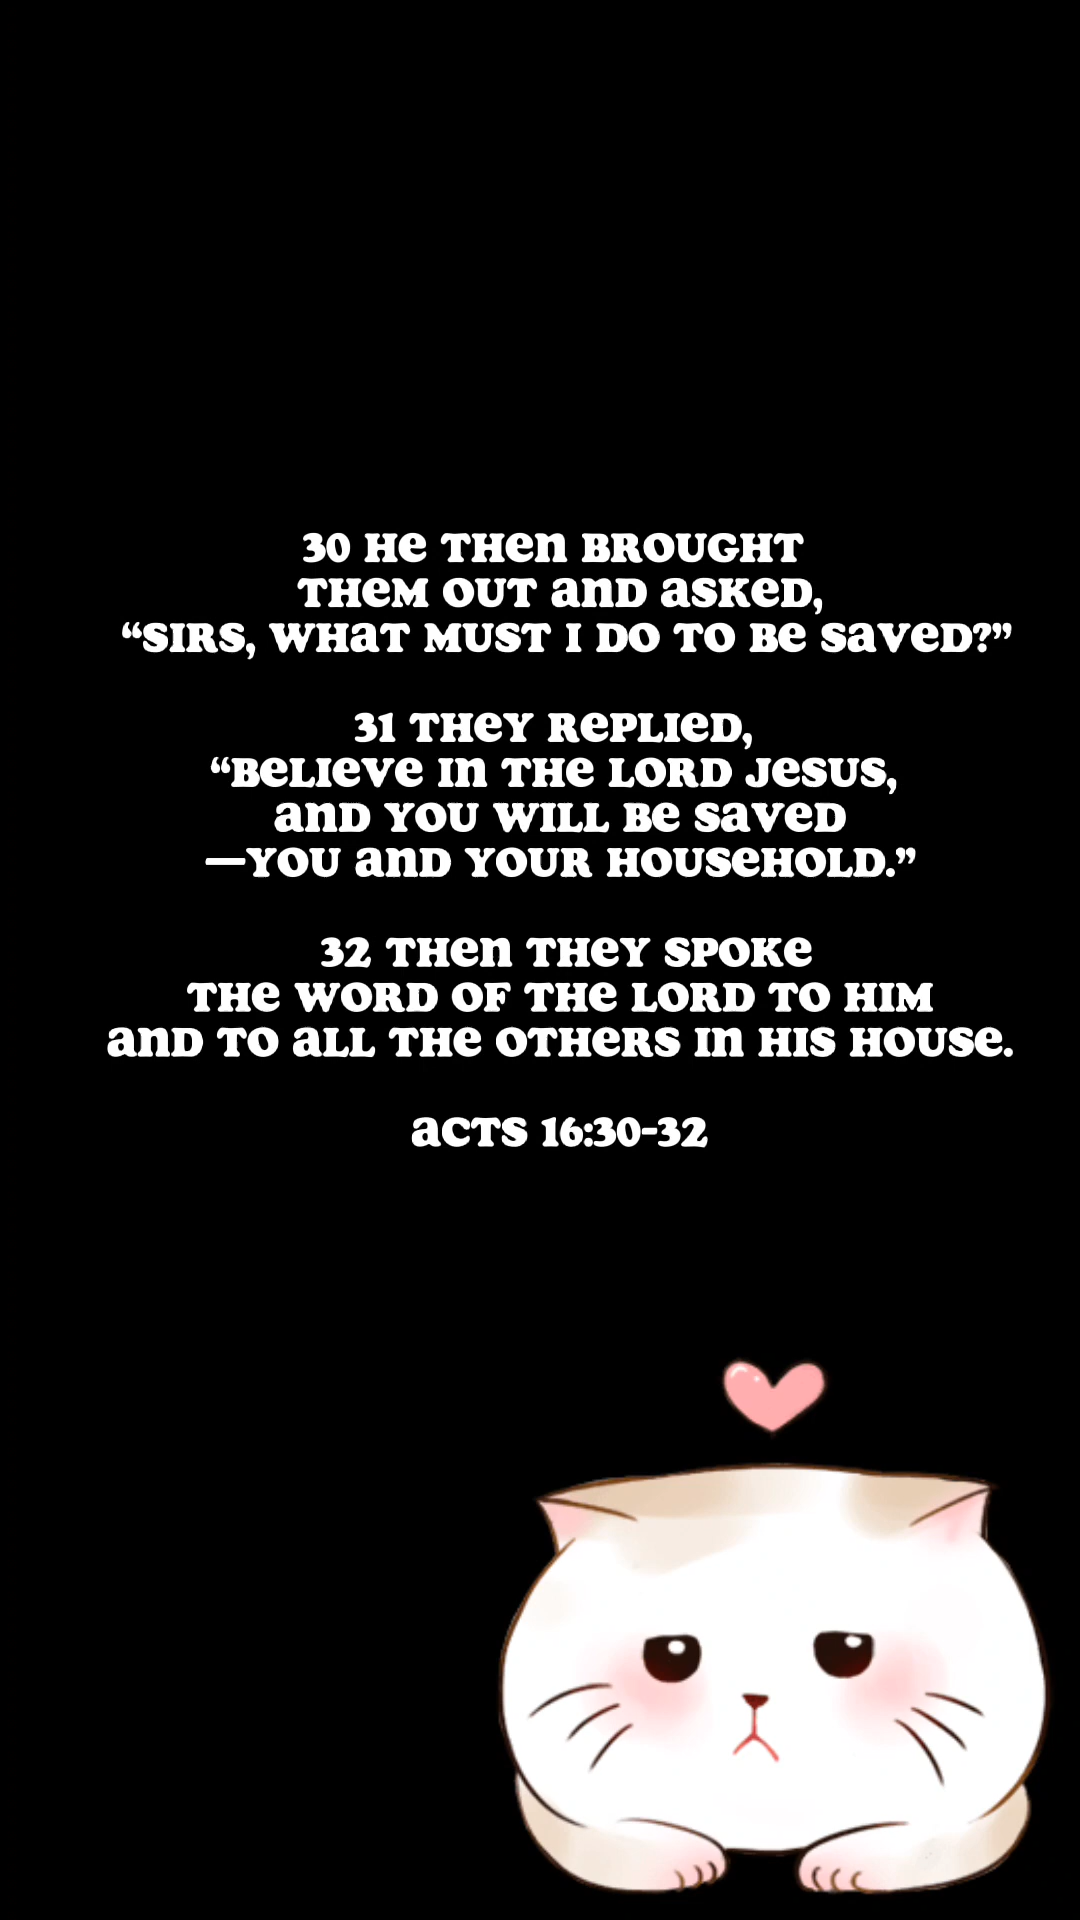 30 He then brought
them out and asked,
“Sirs, what must I do to be saved?”
31 They replied,
“Believe in the Lord Jesus,
and you will be saved
—you and your household.”
32 Then they spoke
the word of the Lord to him
and to all the others in his house.
Acts 16:30-32